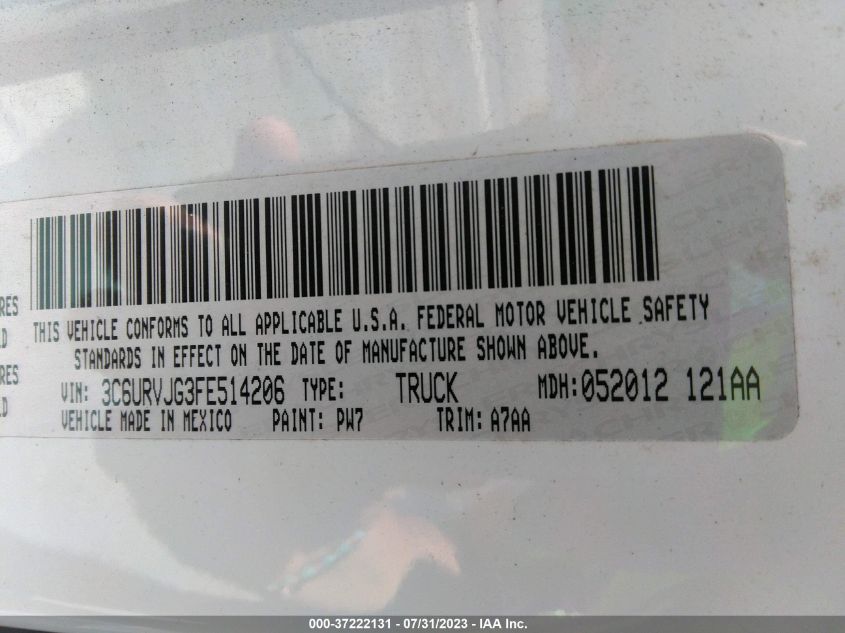 RES
D
RES
D
THIS VEHICLE CONFORMS TO ALL APPLICABLE U.S.A. FEDERAL MOTOR VEHICLE SAFETY
STANDARDS IN EFFECT ON THE DATE OF MANUFACTURE SHOWN ABOVE.
VIN: 3C6URVJG3FE514206 TYPE: TRUCK MDH: 052012 121AA
VEHICLE MADE IN MEXICO PAINT: PW7 TRIM: A7AA
000-37222131 - 07/31/2023 - IAA Inc.